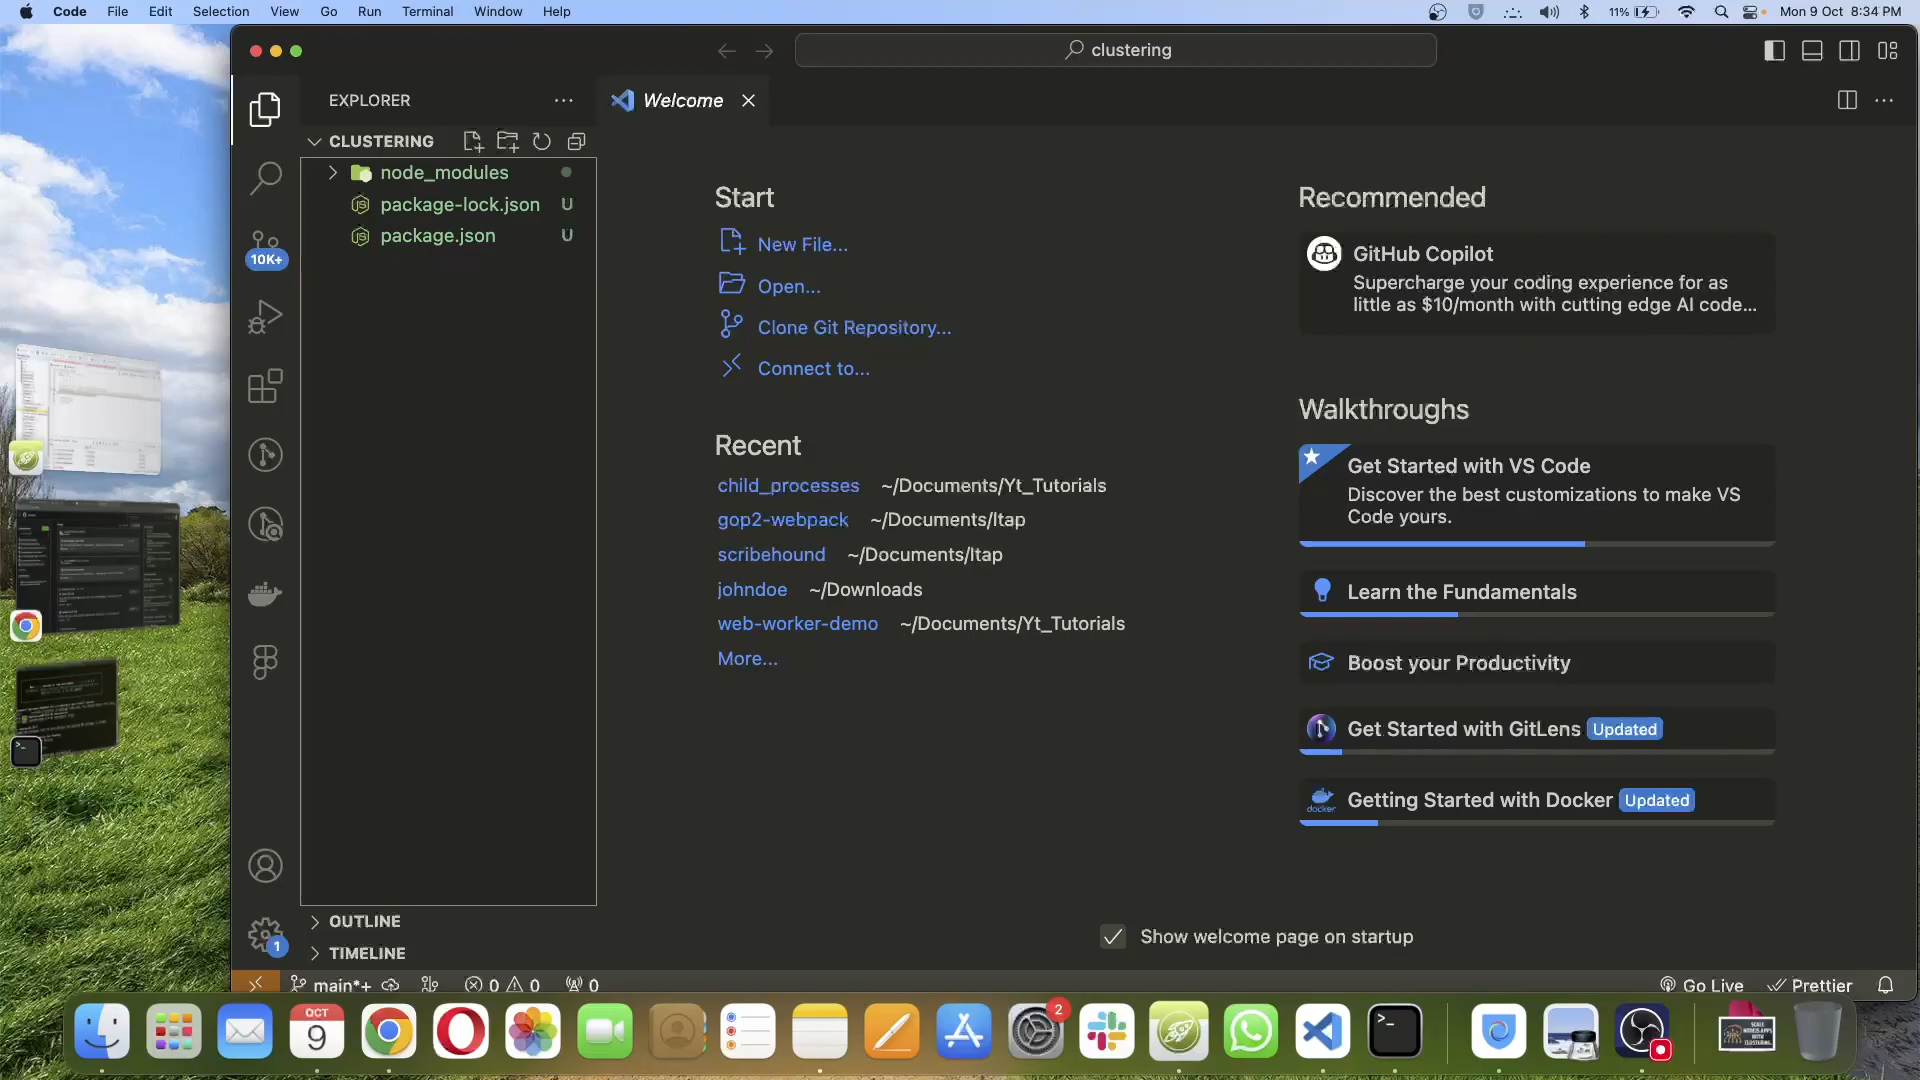 Code File Edit Selection View Go Run Terminal Window Help 11% Mon 9 Oct 8:34 PM
clustering
EXPLORER
Welcome
CLUSTERING
node_modules
package-lock.json U
package.json U
10K+
Start
New File...
Open...
Clone Git Repository...
Connect to...
Recent
child_processes ~/Documents/Yt_Tutorials
gop2-webpack ~/Documents/Itap
scribehound ~/Documents/Itap
johndoe ~/Downloads
web-worker-demo ~/Documents/Yt_Tutorials
More...
Recommended
GitHub Copilot
Supercharge your coding experience for as
little as $10/month with cutting edge AI code...
Walkthroughs
Get Started with VS Code
Discover the best customizations to make VS
Code yours.
Learn the Fundamentals
Boost your Productivity
Get Started with GitLens Updated
docker
Getting Started with Docker Updated
Show welcome page on startup
OUTLINE
1
TIMELINE
main*+ 0 0 0 Go Live Prettier
OCT
9
2